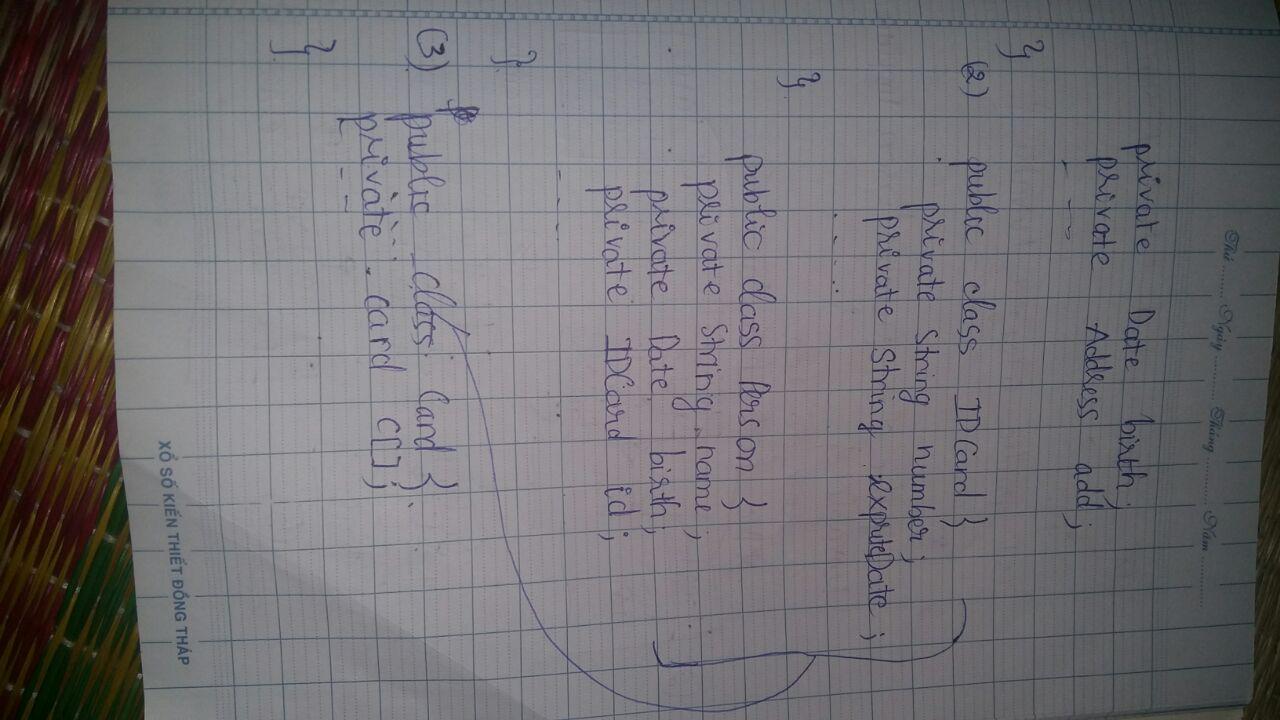 Thứ ......... Ngày ......... Tháng ......... Năm .........
private Date birth;
private Address add;
- - -
}
(2) public class IDCard }
private String number;
private String expriteDate;
. . . .
}
public class Person }
private String name;
private Date birth;
private IDCard id;
- - - -
}
(3) public class Card }
private card C[];
- - -
}
XỔ SỐ KIẾN THIẾT ĐỒNG THÁP